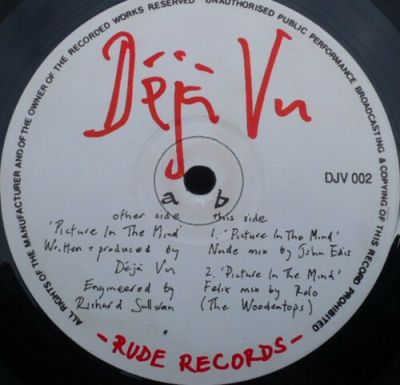 ALL RIGHTS OF THE MANUFACTURER AND OF THE OWNER OF THE RECORDED WORKS RESERVED UNAUTHORISED PUBLIC PERFORMANCE BROADCASTING & COPYING OF THIS RECORD PROHIBITED
Déjà Vu
DJV 002
a b
other side
'Picture In The Mind'
Written + produced by
Déjà Vu
Engineered by
Richard Sullivan
this side
1. 'Picture In The Mind'
Nude mix by John Edis
2. 'Picture In The Mind'
Felix mix by Rolo
(The Woodentops)
- RUDE RECORDS -